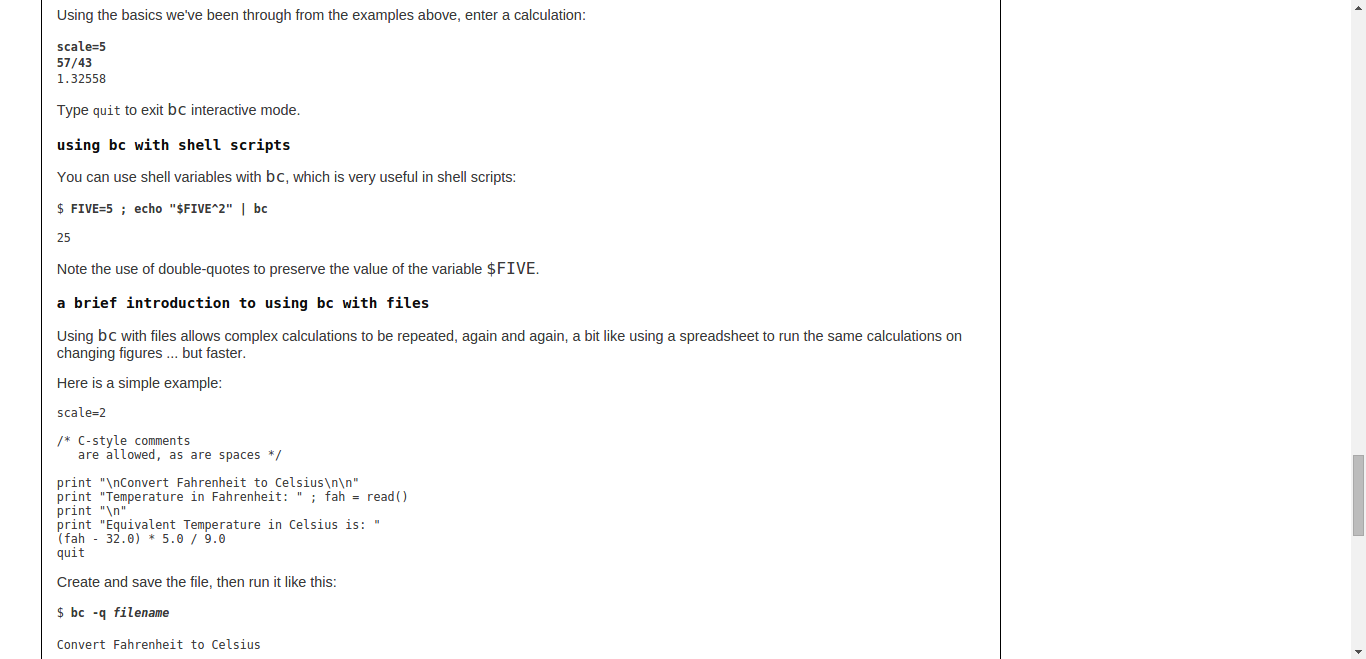 Using the basics we've been through from the examples above, enter a calculation:
scale=5
57/43
1.32558
Type quit to exit bc interactive mode.
using bc with shell scripts
You can use shell variables with bc, which is very useful in shell scripts:
$ FIVE=5 ; echo "$FIVE^2" | bc
25
Note the use of double-quotes to preserve the value of the variable $FIVE.
a brief introduction to using bc with files
Using bc with files allows complex calculations to be repeated, again and again, a bit like using a spreadsheet to run the same calculations on
changing figures ... but faster.
Here is a simple example:
scale=2
/* C-style comments
   are allowed, as are spaces */
print "\nConvert Fahrenheit to Celsius\n\n"
print "Temperature in Fahrenheit: " ; fah = read()
print "\n"
print "Equivalent Temperature in Celsius is: "
(fah - 32.0) * 5.0 / 9.0
quit
Create and save the file, then run it like this:
$ bc -q filename
Convert Fahrenheit to Celsius